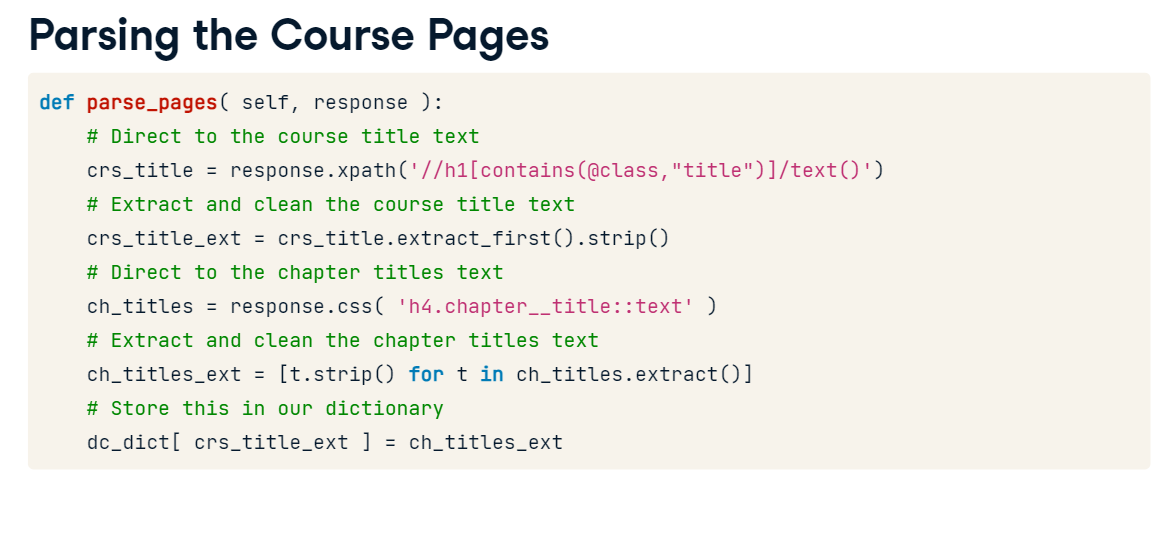 Parsing the Course Pages
def parse_pages( self, response ):
    # Direct to the course title text
    crs_title = response.xpath('//h1[contains(@class,"title")]/text()')
    # Extract and clean the course title text
    crs_title_ext = crs_title.extract_first().strip()
    # Direct to the chapter titles text
    ch_titles = response.css( 'h4.chapter__title::text' )
    # Extract and clean the chapter titles text
    ch_titles_ext = [t.strip() for t in ch_titles.extract()]
    # Store this in our dictionary
    dc_dict[ crs_title_ext ] = ch_titles_ext